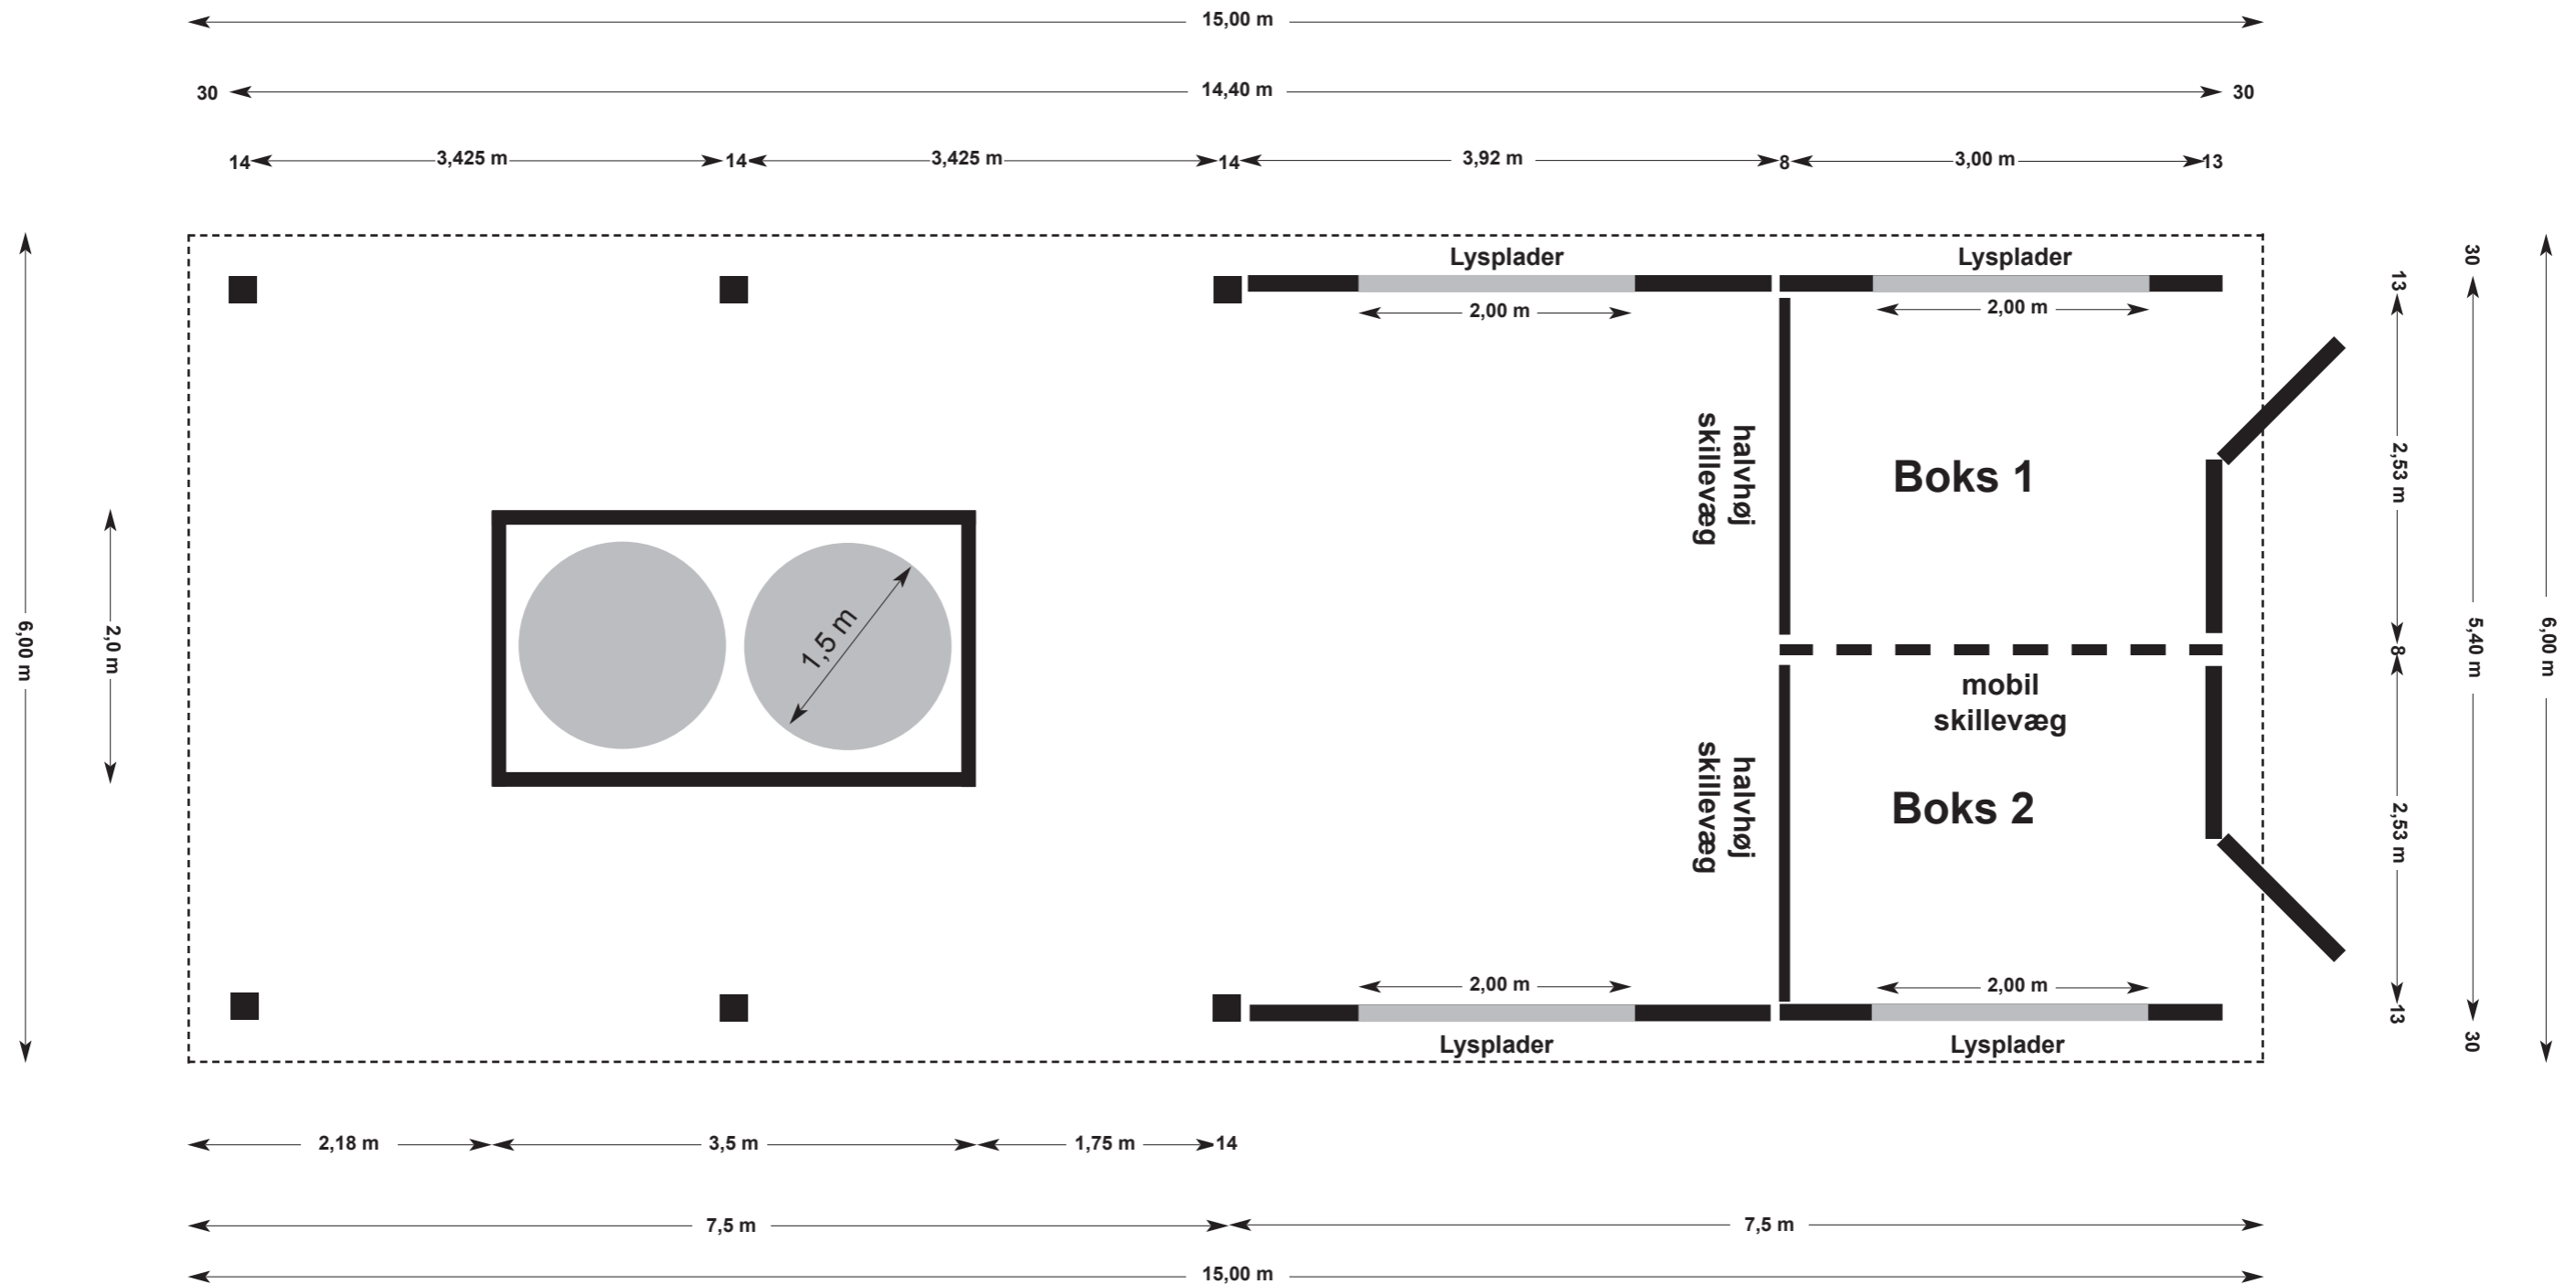 15,00 m
30
14,40 m
30
14
3,425 m
14
3,425 m
14
3,92 m
8
3,00 m
13
Lysplader
Lysplader
2,00 m
2,00 m
30
13
halvhøj
skillevæg
Boks 1
2,53 m
1,5 m
6,00 m
2,0 m
8
5,40 m
6,00 m
mobil
skillevæg
halvhøj
skillevæg
Boks 2
2,53 m
2,00 m
2,00 m
13
30
Lysplader
Lysplader
2,18 m
3,5 m
1,75 m
14
7,5 m
7,5 m
15,00 m